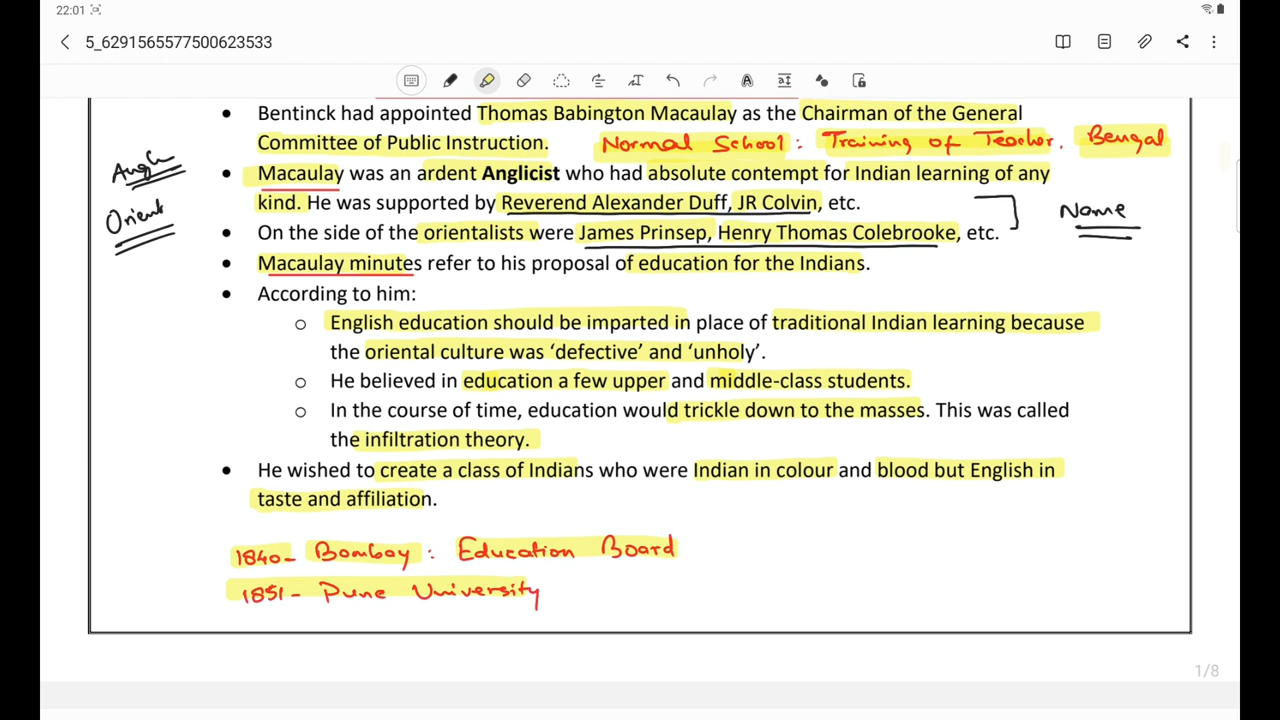 22:01
5_6291565577500623533
Bentinck had appointed Thomas Babington Macaulay as the Chairman of the General
Committee of Public Instruction. Normal School : Training of Teacher. Bengal
Angli
• Macaulay was an ardent Anglicist who had absolute contempt for Indian learning of any
kind. He was supported by Reverend Alexander Duff, JR Colvin, etc.
Orient
Name
• On the side of the orientalists were James Prinsep, Henry Thomas Colebrooke, etc.
• Macaulay minutes refer to his proposal of education for the Indians.
• According to him:
o English education should be imparted in place of traditional Indian learning because
the oriental culture was ‘defective’ and ‘unholy’.
o He believed in education a few upper and middle-class students.
o In the course of time, education would trickle down to the masses. This was called
the infiltration theory.
• He wished to create a class of Indians who were Indian in colour and blood but English in
taste and affiliation.
1840- Bombay : Education Board
1851- Pune University
1/8